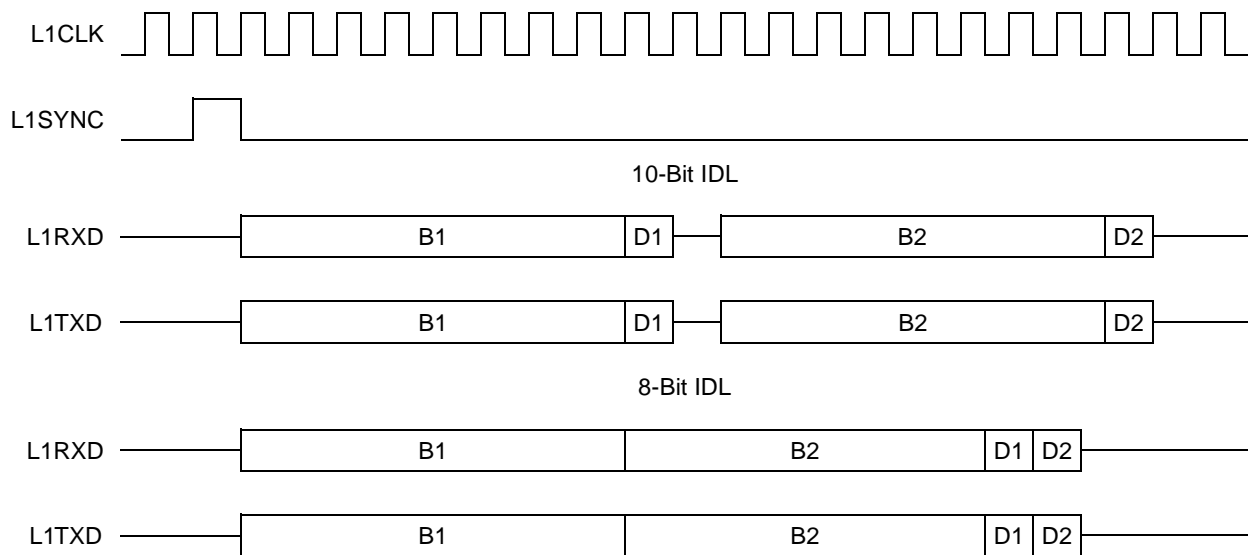 L1CLK
L1SYNC
10-Bit IDL
L1RXD B1 D1 B2 D2
L1TXD B1 D1 B2 D2
8-Bit IDL
L1RXD B1 B2 D1 D2
L1TXD B1 B2 D1 D2